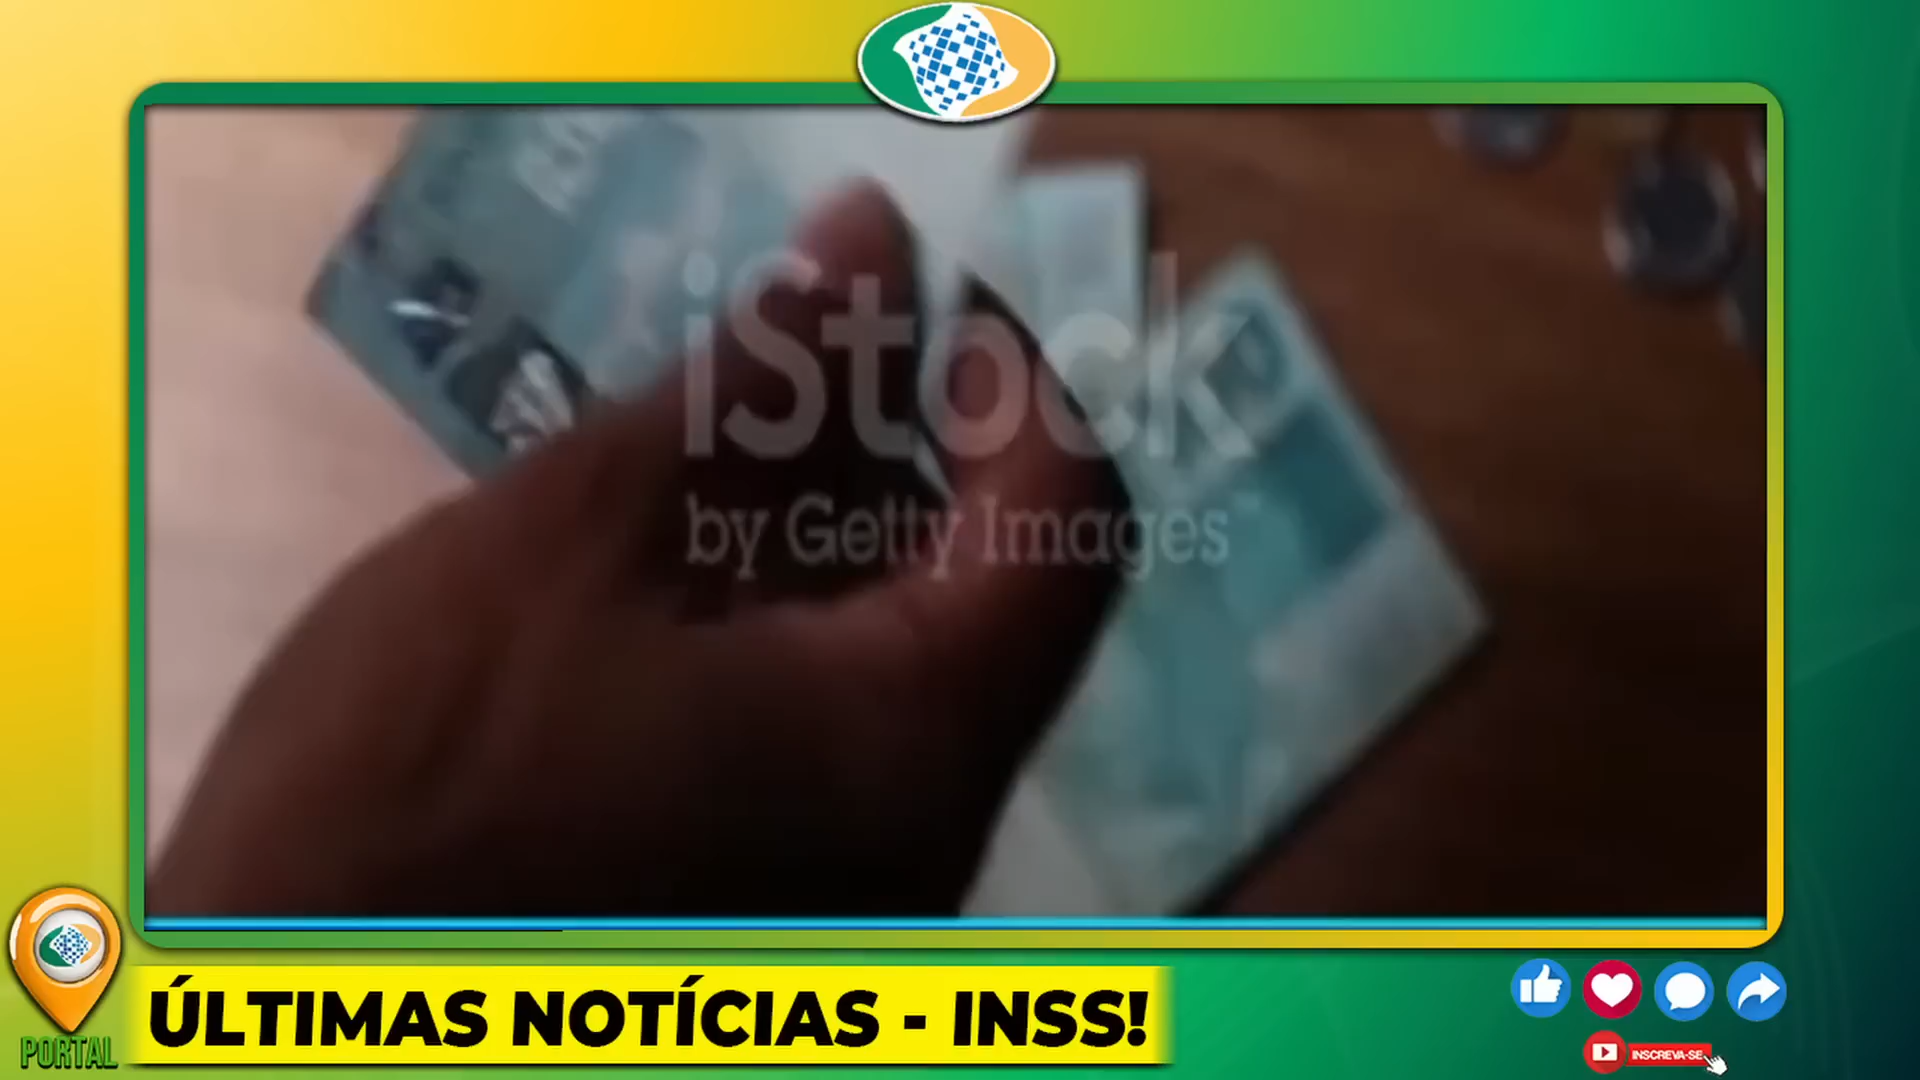 iStock
by Getty Images
ÚLTIMAS NOTÍCIAS - INSS!
PORTAL
INSCREVA-SE